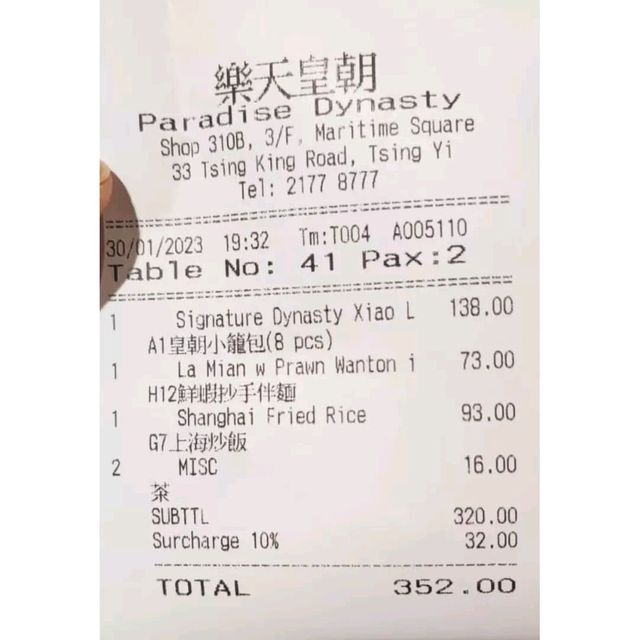 樂天皇朝
Paradise Dynasty
Shop 310B, 3/F, Maritime Square
33 Tsing King Road, Tsing Yi
Tel: 2177 8777
30/01/2023 19:32 Tm:T004 A005110
Table No: 41 Pax:2
1 Signature Dynasty Xiao L 138.00
A1皇朝小籠包(8 pcs)
1 La Mian w Prawn Wanton i 73.00
H12鮮蝦抄手伴麵
1 Shanghai Fried Rice 93.00
G7上海炒飯
2 MISC 16.00
茶
SUBTTL 320.00
Surcharge 10% 32.00
TOTAL 352.00